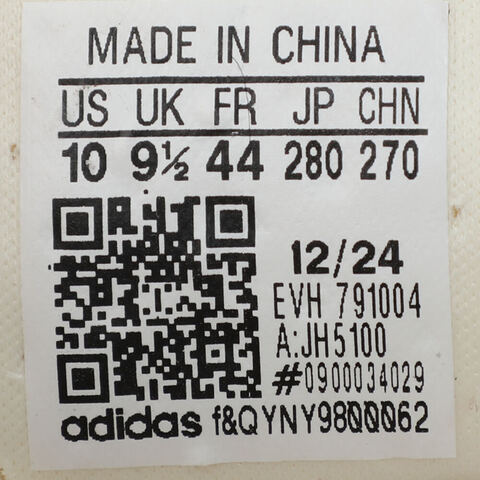 MADE IN CHINA
US UK FR JP CHN
10 9½ 44 280 270
12/24
EVH 791004
A:JH5100
#0900034029
adidas f&QYNY9800062